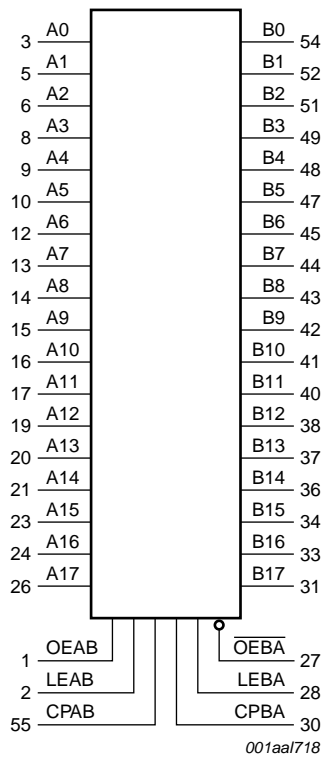 3 A0 B0 54
5 A1 B1 52
6 A2 B2 51
8 A3 B3 49
9 A4 B4 48
10 A5 B5 47
12 A6 B6 45
13 A7 B7 44
14 A8 B8 43
15 A9 B9 42
16 A10 B10 41
17 A11 B11 40
19 A12 B12 38
20 A13 B13 37
21 A14 B14 36
23 A15 B15 34
24 A16 B16 33
26 A17 B17 31
1 OEAB OEBA 27
2 LEAB LEBA 28
55 CPAB CPBA 30
001aal718